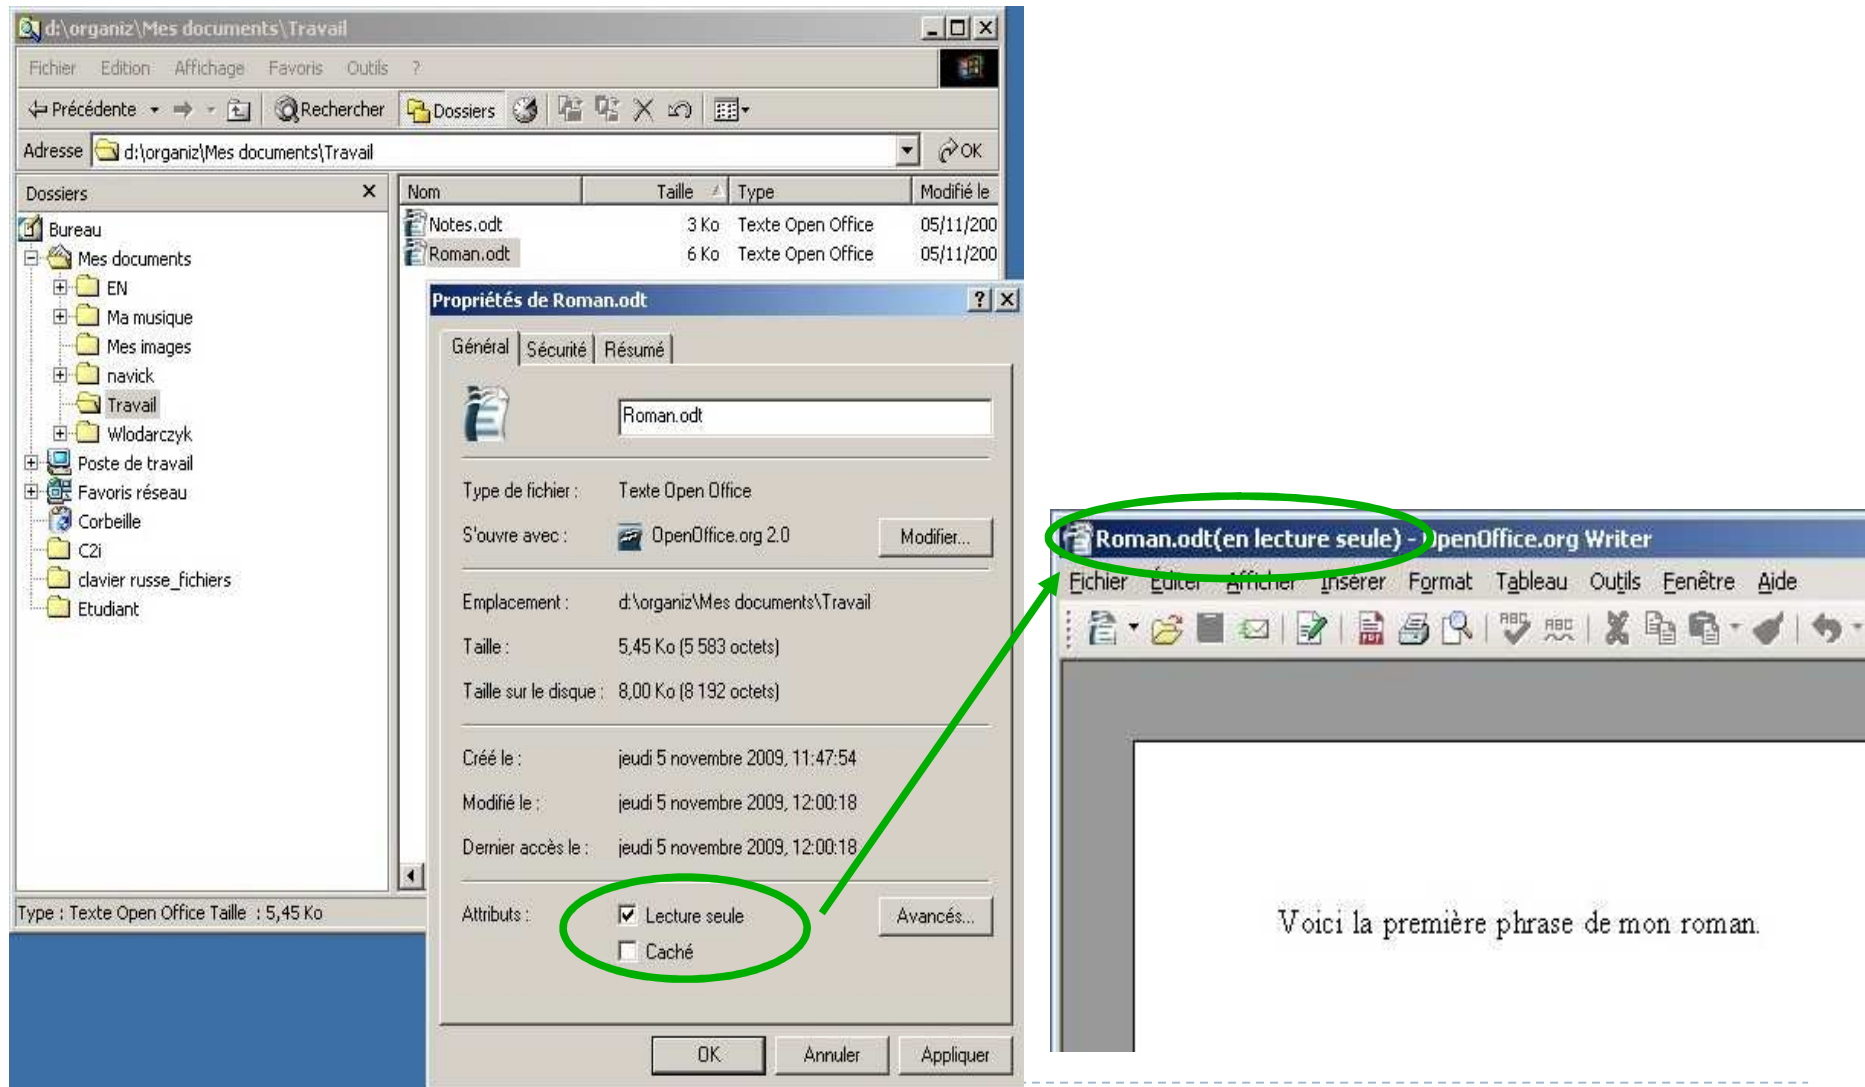 d:\organiz\Mes documents\Travail
Fichier Edition Affichage Favoris Outils ?
Précédente Rechercher Dossiers
Adresse d:\organiz\Mes documents\Travail OK
Dossiers
Bureau
Mes documents
EN
Ma musique
Mes images
navick
Travail
Wlodarczyk
Poste de travail
Favoris réseau
Corbeille
C2i
clavier russe_fichiers
Etudiant
Nom Taille Type Modifié le
Notes.odt 3 Ko Texte Open Office 05/11/200
Roman.odt 6 Ko Texte Open Office 05/11/200
Type : Texte Open Office Taille : 5,45 Ko
Propriétés de Roman.odt
Général Sécurité Résumé
Roman.odt
Type de fichier : Texte Open Office
S'ouvre avec : OpenOffice.org 2.0 Modifier...
Emplacement : d:\organiz\Mes documents\Travail
Taille : 5,45 Ko (5 583 octets)
Taille sur le disque : 8,00 Ko (8 192 octets)
Créé le : jeudi 5 novembre 2009, 11:47:54
Modifié le : jeudi 5 novembre 2009, 12:00:18
Dernier accès le : jeudi 5 novembre 2009, 12:00:18
Attributs : Lecture seule Avancés...
Caché
OK Annuler Appliquer
Roman.odt(en lecture seule) - OpenOffice.org Writer
Fichier Éditer Afficher Insérer Format Tableau Outils Fenêtre Aide
PDF ABC ABC
Voici la première phrase de mon roman.